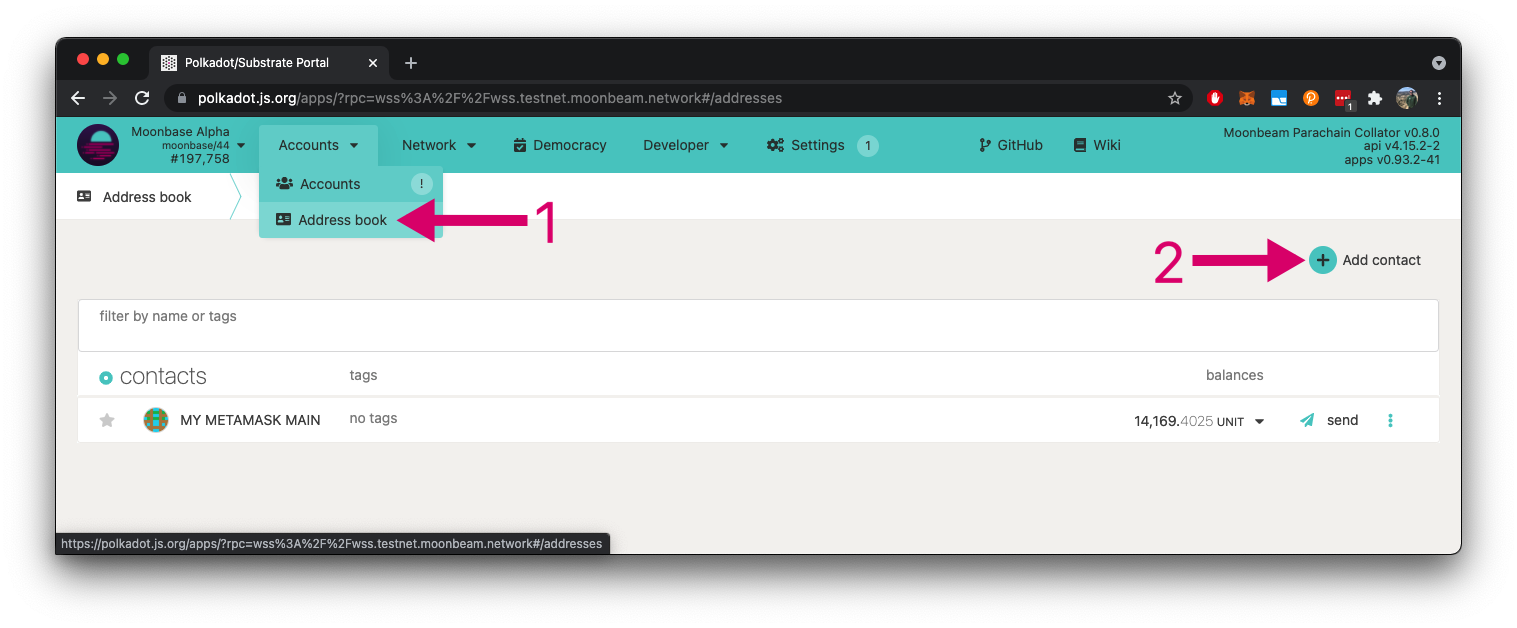 Polkadot/Substrate Portal
polkadot.js.org/apps/?rpc=wss%3A%2F%2Fwss.testnet.moonbeam.network#/addresses
1
Moonbase Alpha
moonbase/44
#197,758
Accounts
Network
Democracy
Developer
Settings
1
GitHub
Wiki
Moonbeam Parachain Collator v0.8.0
api v4.15.2-2
apps v0.93.2-41
Address book
Accounts
!
Address book
1
2
Add contact
filter by name or tags
contacts
tags
balances
MY METAMASK MAIN
no tags
14,169.4025 UNIT
send
https://polkadot.js.org/apps/?rpc=wss%3A%2F%2Fwss.testnet.moonbeam.network#/addresses